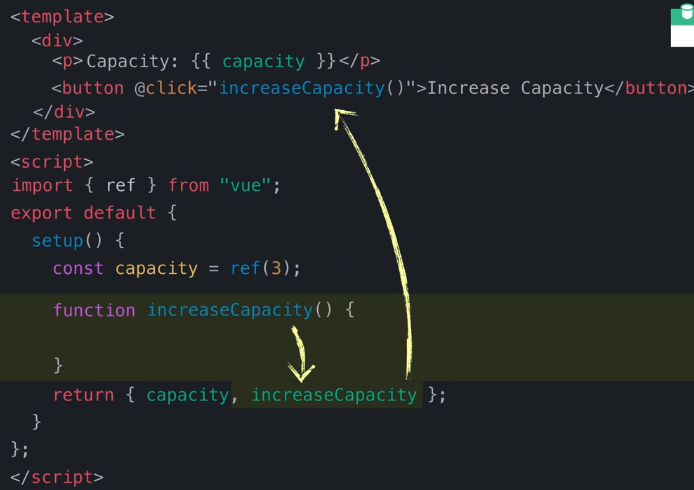 <template>
<div>
<p>Capacity: {{ capacity }}</p>
<button @click="increaseCapacity()">Increase Capacity</button>
</div>
</template>
<script>
import { ref } from "vue";
export default {
setup() {
const capacity = ref(3);
function increaseCapacity() {
}
return { capacity, increaseCapacity };
}
};
</script>